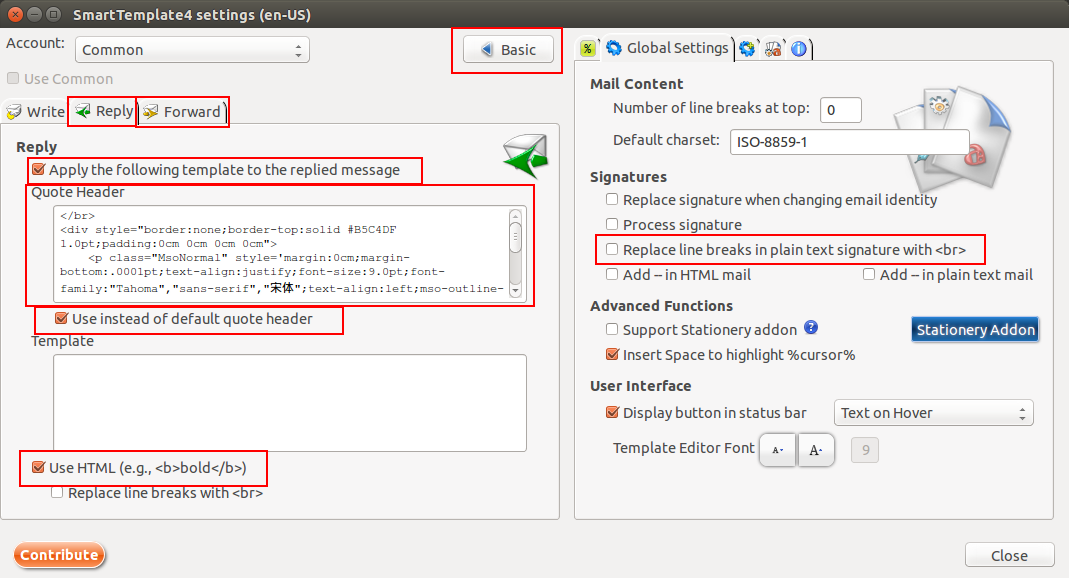 SmartTemplate4 settings (en-US)
Account:
Common
Basic
Use Common
Write
Reply
Forward
Reply
Apply the following template to the replied message
Quote Header
</br>
<div style="border:none;border-top:solid #B5C4DF
1.0pt;padding:0cm 0cm 0cm 0cm">
<p class="MsoNormal" style='margin:0cm;margin-
bottom:.0001pt;text-align:justify;font-size:9.0pt;font-
family:"Tahoma","sans-serif","宋体";text-align:left;mso-outline-
Use instead of default quote header
Template
Use HTML (e.g., <b>bold</b>)
Replace line breaks with <br>
Contribute
%
Global Settings
Mail Content
Number of line breaks at top:
0
Default charset:
ISO-8859-1
Signatures
Replace signature when changing email identity
Process signature
Replace line breaks in plain text signature with <br>
Add -- in HTML mail
Add -- in plain text mail
Advanced Functions
Support Stationery addon
?
Stationery Addon
Insert Space to highlight %cursor%
User Interface
Display button in status bar
Text on Hover
Template Editor Font
A-
A-
9
Close